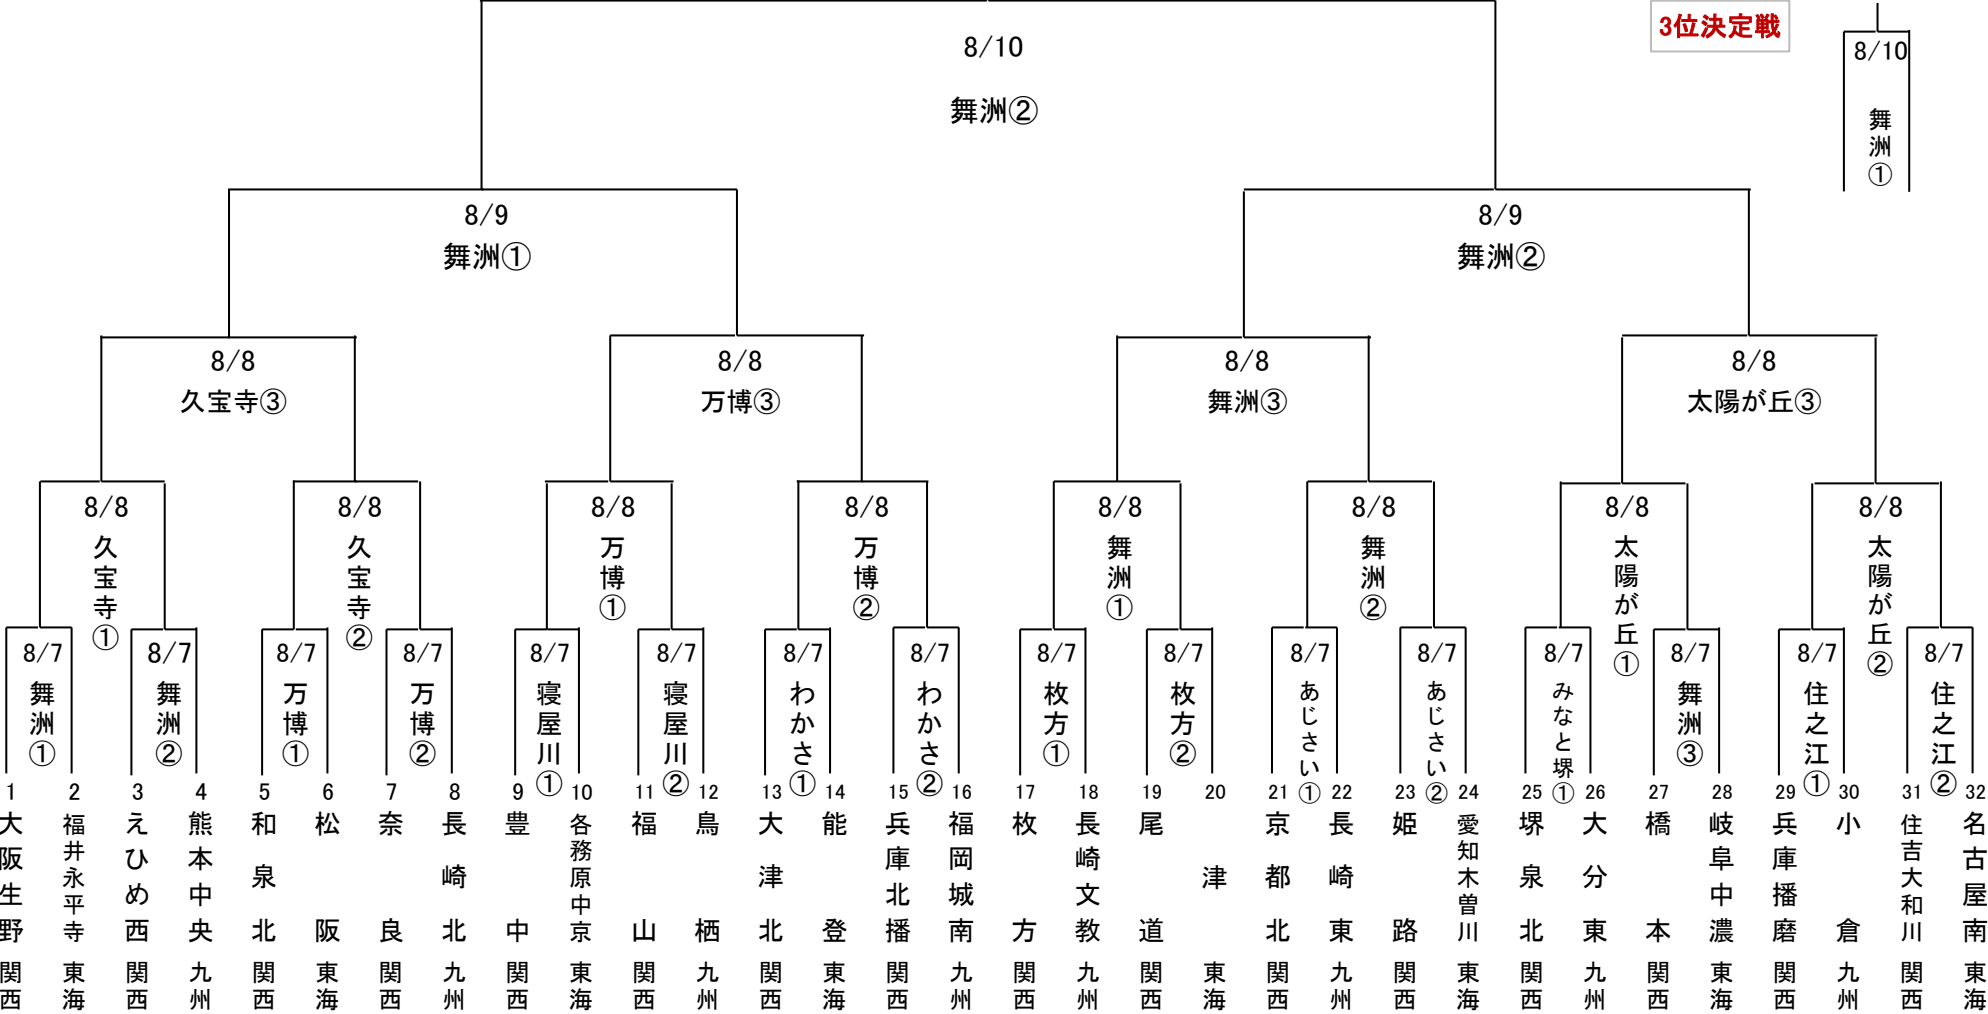 3位決定戦
8/10
舞洲①
8/10
舞洲②
8/9
舞洲①
8/9
舞洲②
8/8
久宝寺③
8/8
万博③
8/8
舞洲③
8/8
太陽が丘③
8/8
久宝寺①
8/8
久宝寺②
8/8
万博①
8/8
万博②
8/8
舞洲①
8/8
舞洲②
8/8
太陽が丘①
8/8
太陽が丘②
8/7
舞洲①
8/7
舞洲②
8/7
万博①
8/7
万博②
8/7
寝屋川①
8/7
寝屋川②
8/7
わかさ①
8/7
わかさ②
8/7
枚方①
8/7
枚方②
8/7
あじさい①
8/7
あじさい②
8/7
みなと堺①
8/7
舞洲③
8/7
住之江①
8/7
住之江②
1
大阪生野
関西
2
福井永平寺
東海
3
えひめ西
関西
4
熊本中央
九州
5
和泉北
関西
6
松阪
東海
7
奈良
関西
8
長崎北
九州
9
豊中
関西
10
各務原中京
東海
11
福山
関西
12
鳥栖
九州
13
大津北
関西
14
能登
東海
15
兵庫北播
関西
16
福岡城南
九州
17
枚方
関西
18
長崎文教
九州
19
尾道
関西
20
津
東海
21
京都北
関西
22
長崎東
九州
23
姫路
関西
24
愛知木曽川
東海
25
堺泉北
関西
26
大分東
九州
27
橋本
関西
28
岐阜中濃
東海
29
兵庫播磨
関西
30
小倉
九州
31
住吉大和川
関西
32
名古屋南
東海